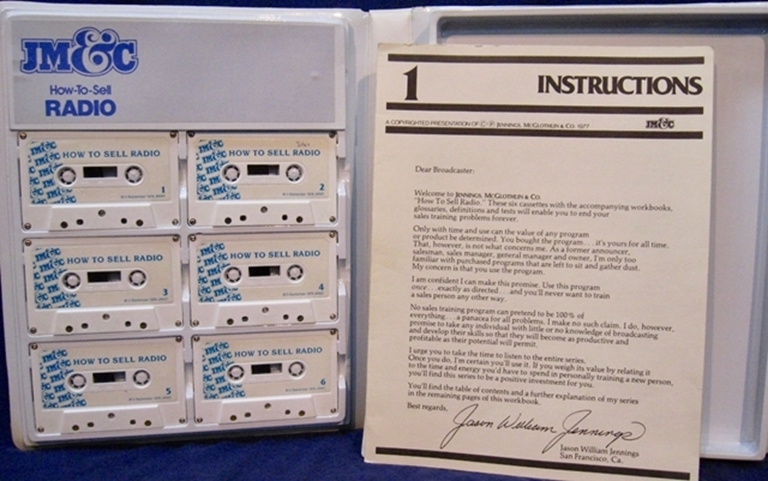 JM&C
How-To-Sell
RADIO
JM&C
HOW TO SELL RADIO
1
JM&C
HOW TO SELL RADIO
2
JM&C
HOW TO SELL RADIO
3
JM&C
HOW TO SELL RADIO
4
JM&C
HOW TO SELL RADIO
5
JM&C
HOW TO SELL RADIO
6
1 INSTRUCTIONS
A COPYRIGHTED PRESENTATION OF © ℗ JENNINGS, MCGLOTHLIN & CO. 1977 JM&C
Dear Broadcaster:
Welcome to JENNINGS, MCGLOTHLIN & CO.
"How To Sell Radio." These six cassettes with the accompanying workbooks,
glossaries, definitions and tests will enable you to end your
sales training problems forever.
Only with time and use can the value of any program
or product be determined. You bought the program. . . it's yours for all time.
That, however, is not what concerns me. As a former announcer,
salesman, sales manager, general manager and owner, I'm only too
familiar with purchased programs that are left to sit and gather dust.
My concern is that you use the program.
I am confident I can make this promise. Use this program
once. . .exactly as directed. . . and you'll never want to train
a sales person any other way.
No sales training program can pretend to be 100% of
everything. . .a panacea for all problems. I make no such claim. I do, however,
promise to take any individual with little or no knowledge of broadcasting
and develop their skills so that they will become as productive and
profitable as their potential will permit.
I urge you to take the time to listen to the entire series.
Once you do, I'm certain you'll use it. If you weigh its value by relating it
to the time and energy you'd have to spend in personally training a new person,
you'll find this series to be a positive investment for you.
You'll find the table of contents and a further explanation of my series
in the remaining pages of this workbook.
Best regards,
Jason William Jennings
Jason William Jennings
San Francisco, Ca.